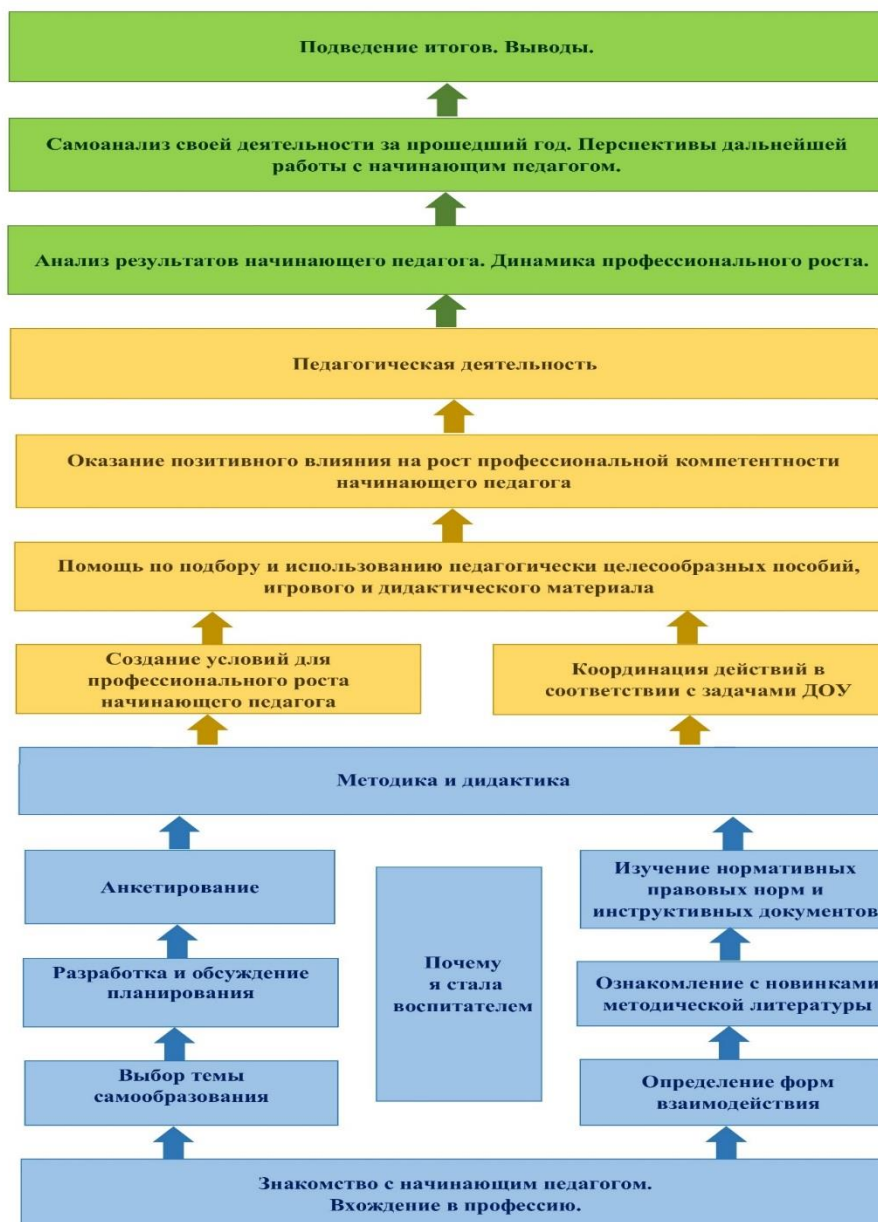 Подведение итогов. Выводы.
Самоанализ своей деятельности за прошедший год. Перспективы дальнейшей
работы с начинающим педагогом.
Анализ результатов начинающего педагога. Динамика профессионального роста.
Педагогическая деятельность
Оказание позитивного влияния на рост профессиональной компетентности
начинающего педагога
Помощь по подбору и использованию педагогически целесообразных пособий,
игрового и дидактического материала
Создание условий для
профессионального роста
начинающего педагога
Координация действий в
соответствии с задачами ДОУ
Методика и дидактика
Анкетирование
Разработка и обсуждение
планирования
Выбор темы
самообразования
Почему
я стала
воспитателем
Изучение нормативных
правовых норм и
инструктивных документов
Ознакомление с новинками
методической литературы
Определение форм
взаимодействия
Знакомство с начинающим педагогом.
Вхождение в профессию.